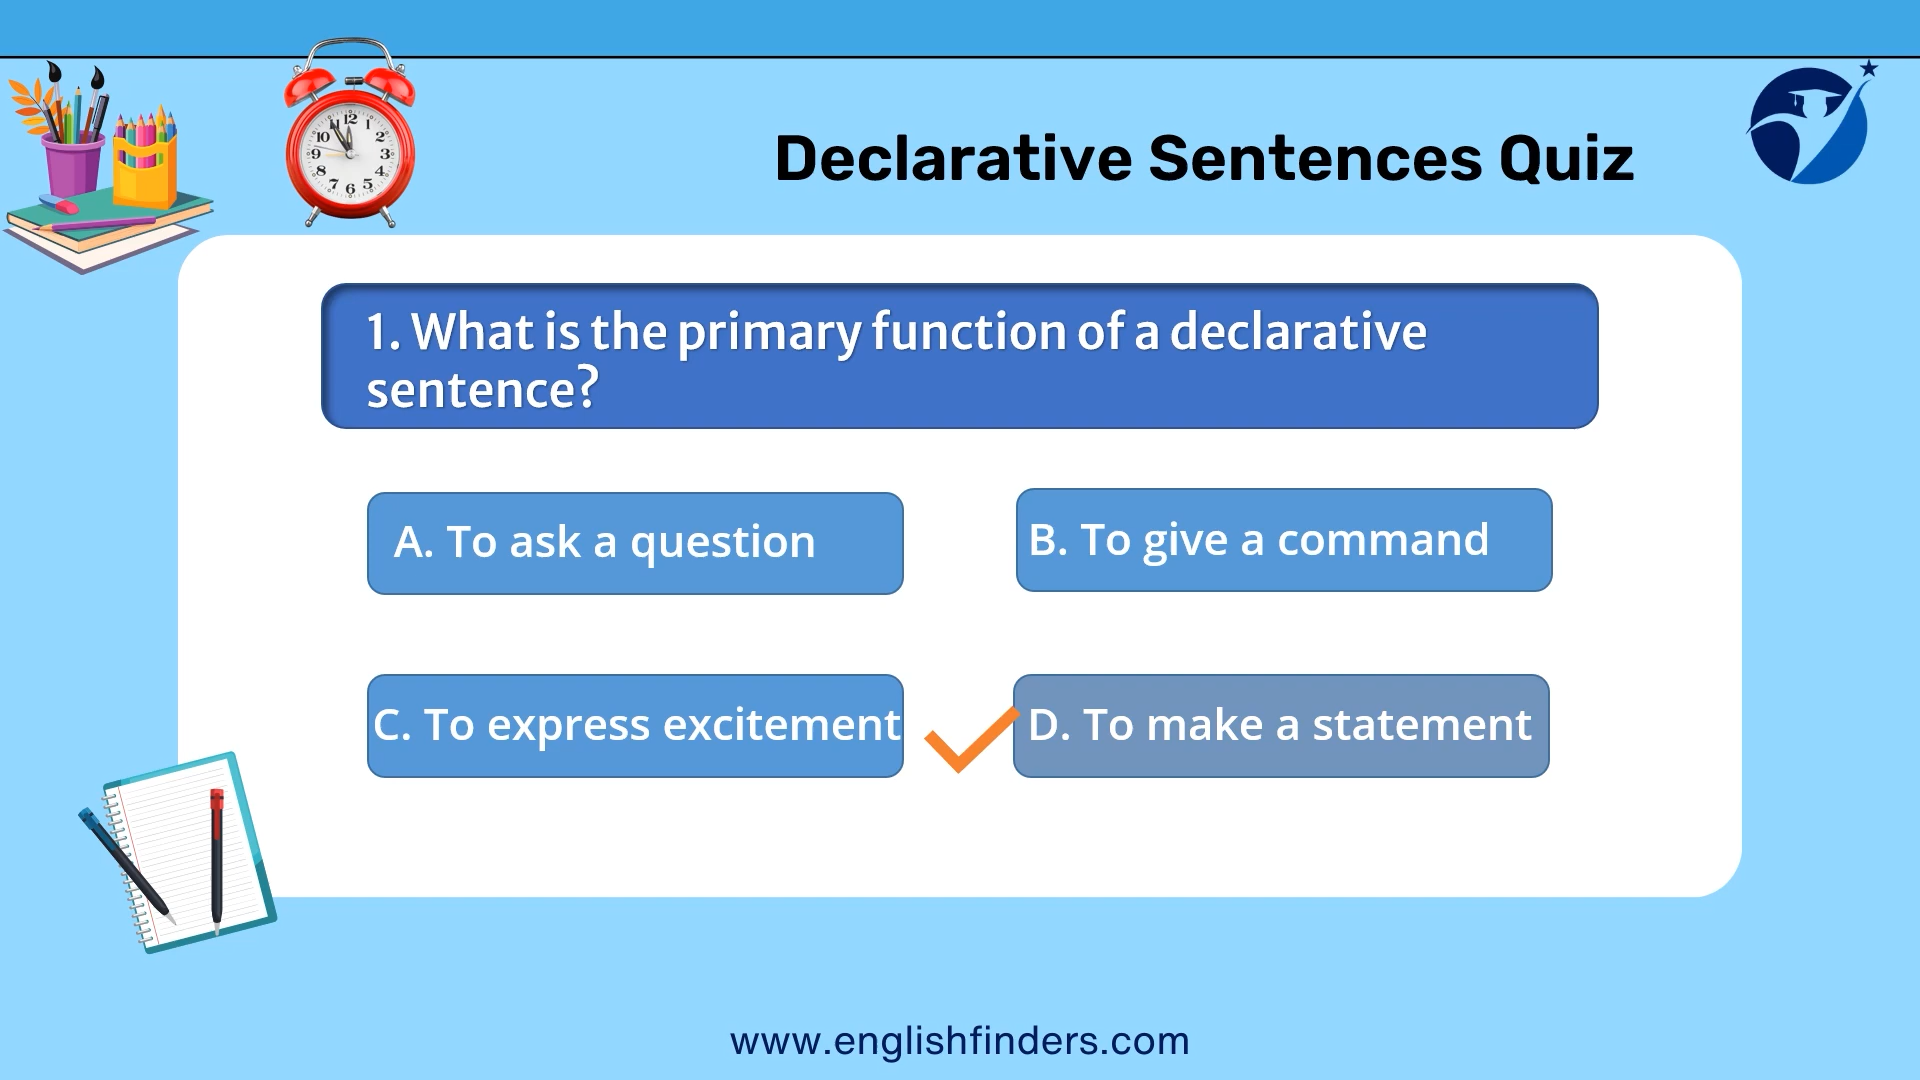 Declarative Sentences Quiz
1. What is the primary function of a declarative
sentence?
A. To ask a question
B. To give a command
C. To express excitement
D. To make a statement
www.englishfinders.com